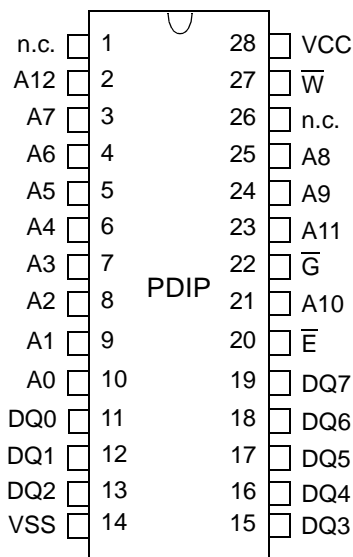 n.c. 1 28 VCC
A12 2 27 W̅
A7 3 26 n.c.
A6 4 25 A8
A5 5 24 A9
A4 6 23 A11
A3 7 22 G̅
A2 8 PDIP 21 A10
A1 9 20 E̅
A0 10 19 DQ7
DQ0 11 18 DQ6
DQ1 12 17 DQ5
DQ2 13 16 DQ4
VSS 14 15 DQ3